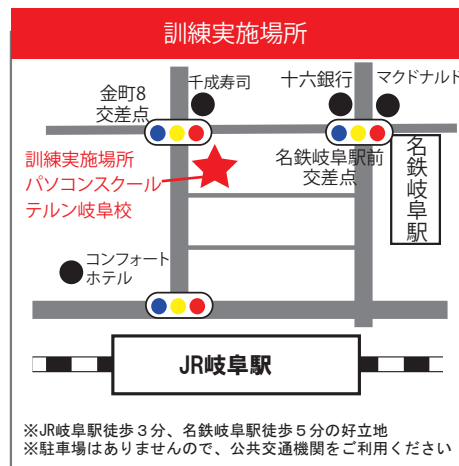 訓練実施場所
金町8
交差点
千成寿司
十六銀行
マクドナルド
訓練実施場所
パソコンスクール
テルン岐阜校
名鉄岐阜駅前
交差点
名鉄岐阜駅
コンフォート
ホテル
JR岐阜駅
※JR岐阜駅徒歩３分、名鉄岐阜駅徒歩５分の好立地
※駐車場はありませんので、公共交通機関をご利用ください